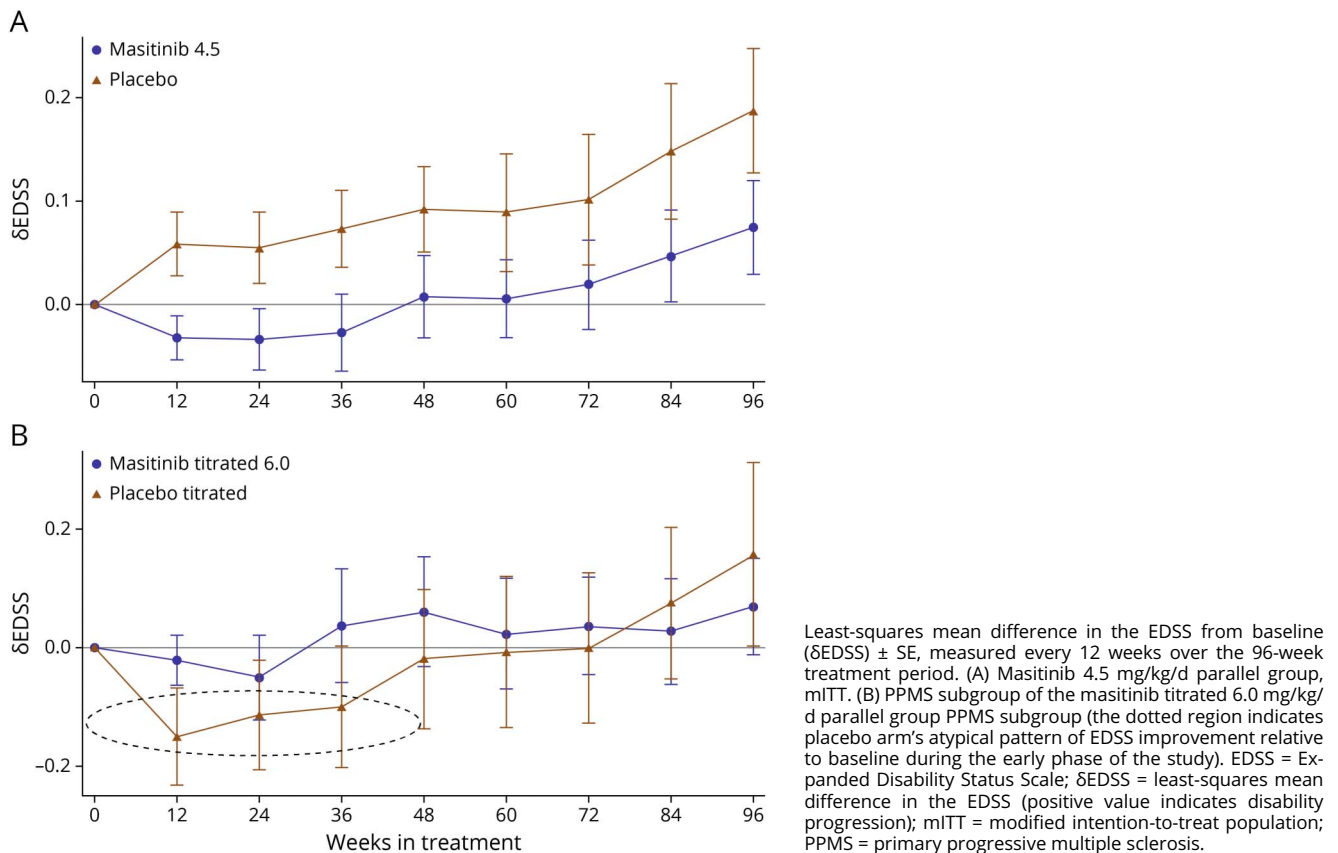 A
Masitinib 4.5
Placebo
0.2
0.1
0.0
δEDSS
0 12 24 36 48 60 72 84 96
B
Masitinib titrated 6.0
Placebo titrated
0.2
0.0
–0.2
δEDSS
0 12 24 36 48 60 72 84 96
Weeks in treatment
Least-squares mean difference in the EDSS from baseline
(δEDSS) ± SE, measured every 12 weeks over the 96-week
treatment period. (A) Masitinib 4.5 mg/kg/d parallel group,
mITT. (B) PPMS subgroup of the masitinib titrated 6.0 mg/kg/
d parallel group PPMS subgroup (the dotted region indicates
placebo arm's atypical pattern of EDSS improvement relative
to baseline during the early phase of the study). EDSS = Ex-
panded Disability Status Scale; δEDSS = least-squares mean
difference in the EDSS (positive value indicates disability
progression); mITT = modified intention-to-treat population;
PPMS = primary progressive multiple sclerosis.